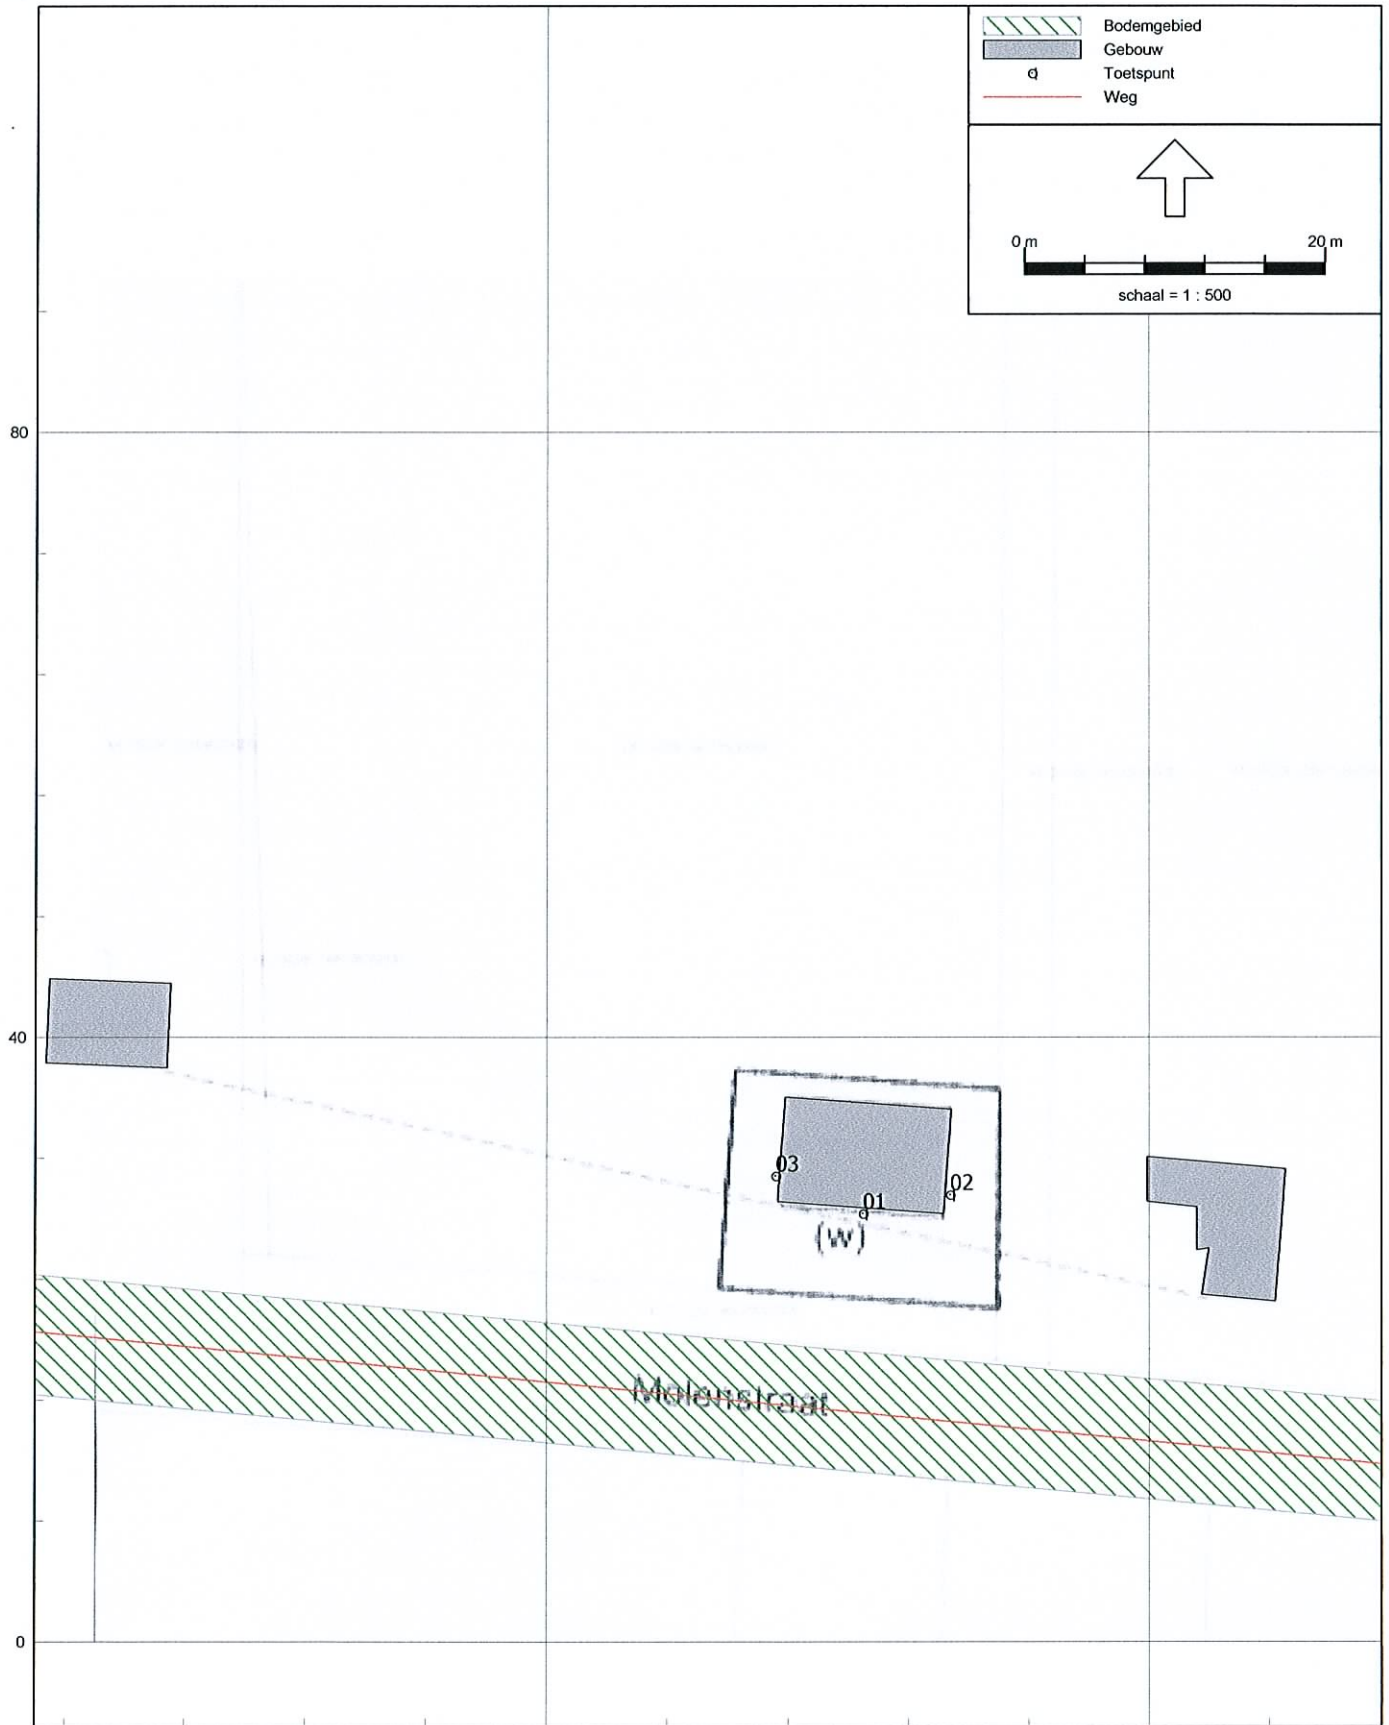 Bodemgebied
Gebouw
Toetspunt
Weg
0 m 20 m
schaal = 1 : 500
80
40
03
02
01
(W)
Molenstraat
0